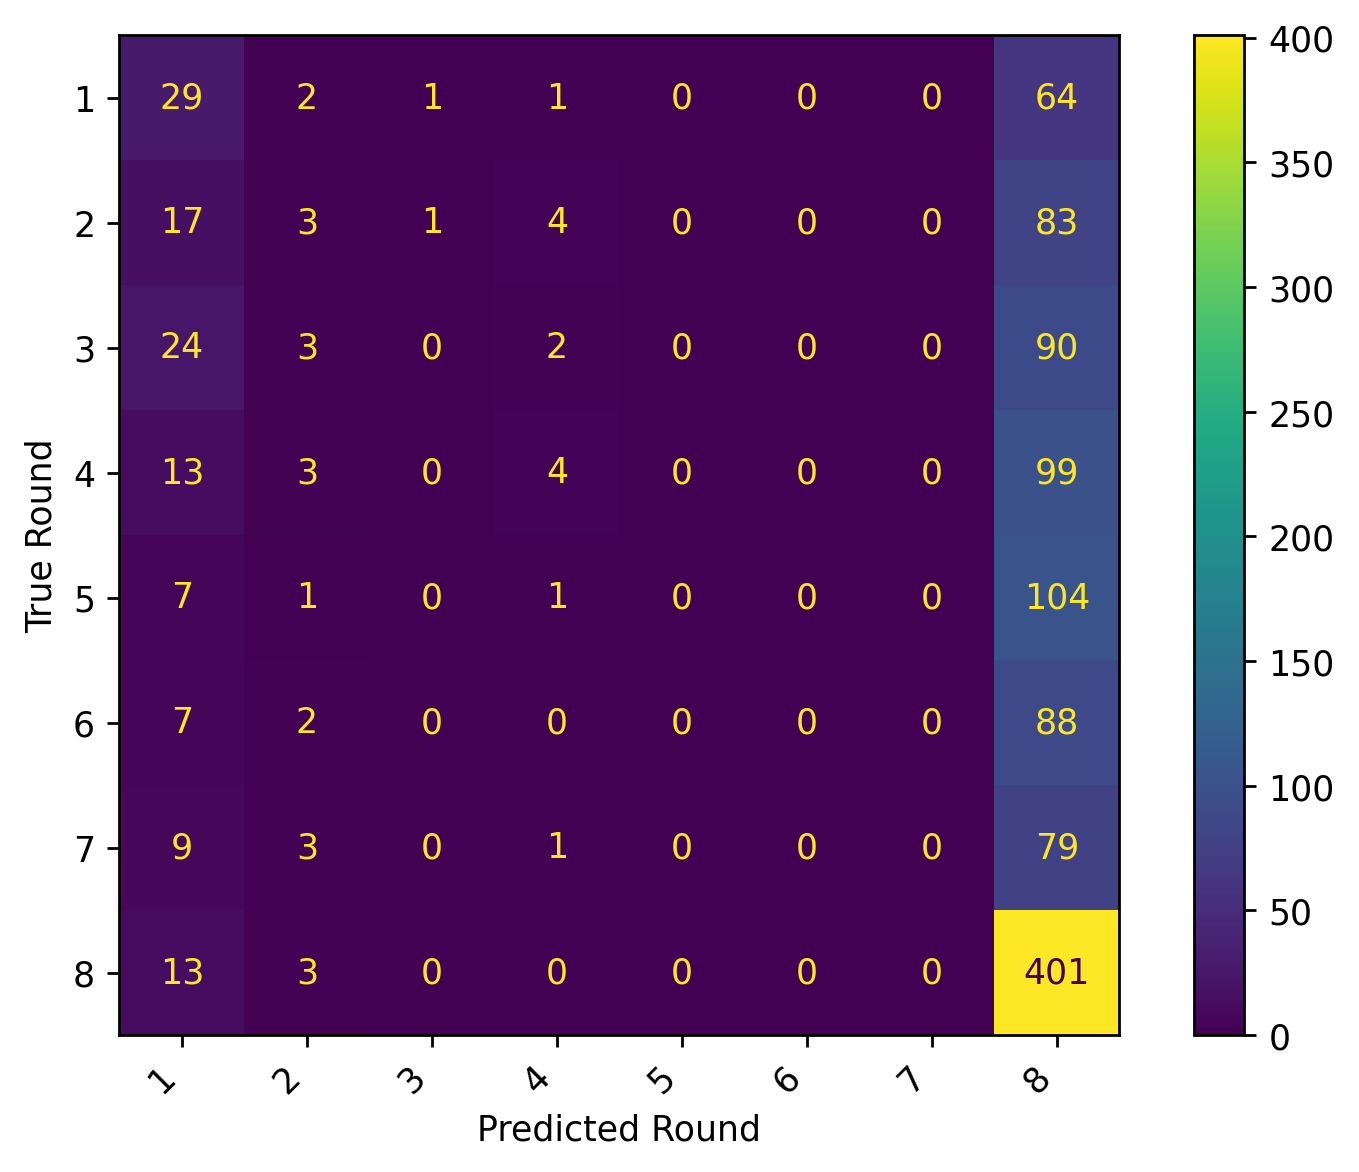 1 29 2 1 1 0 0 0 64
2 17 3 1 4 0 0 0 83
3 24 3 0 2 0 0 0 90
4 13 3 0 4 0 0 0 99
5 7 1 0 1 0 0 0 104
6 7 2 0 0 0 0 0 88
7 9 3 0 1 0 0 0 79
8 13 3 0 0 0 0 0 401
1 2 3 4 5 6 7 8
Predicted Round
True Round
400
350
300
250
200
150
100
50
0